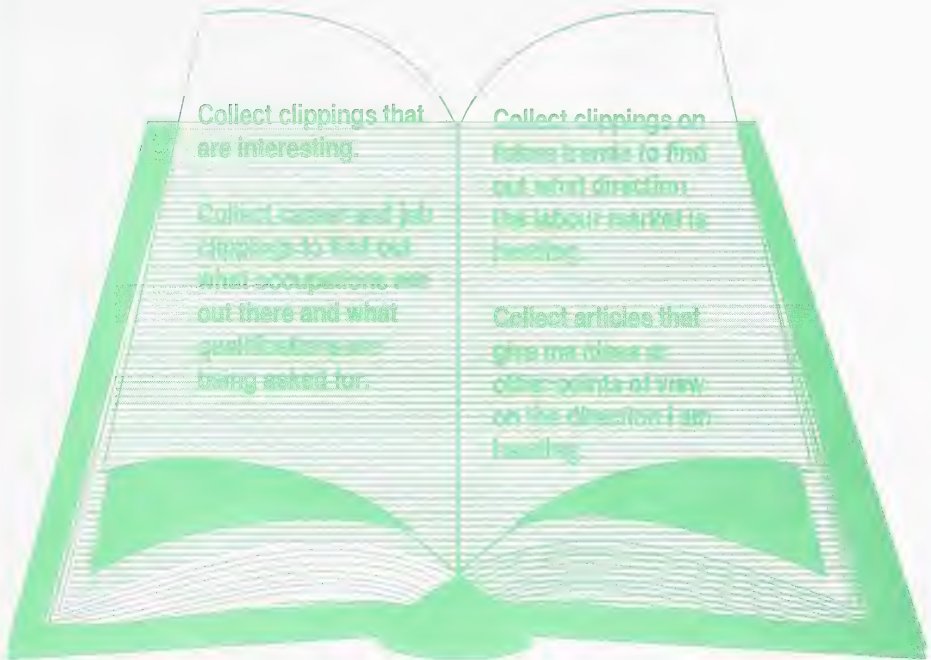 Collect clippings that
are interesting.
Collect career and job
clippings to find out
what occupations are
out there and what
qualifications are
being asked for.
Collect clippings on
future trends to find
out what direction
the labour market is
heading.
Collect articles that
give me ideas or
other points of view
on the direction I am
heading.